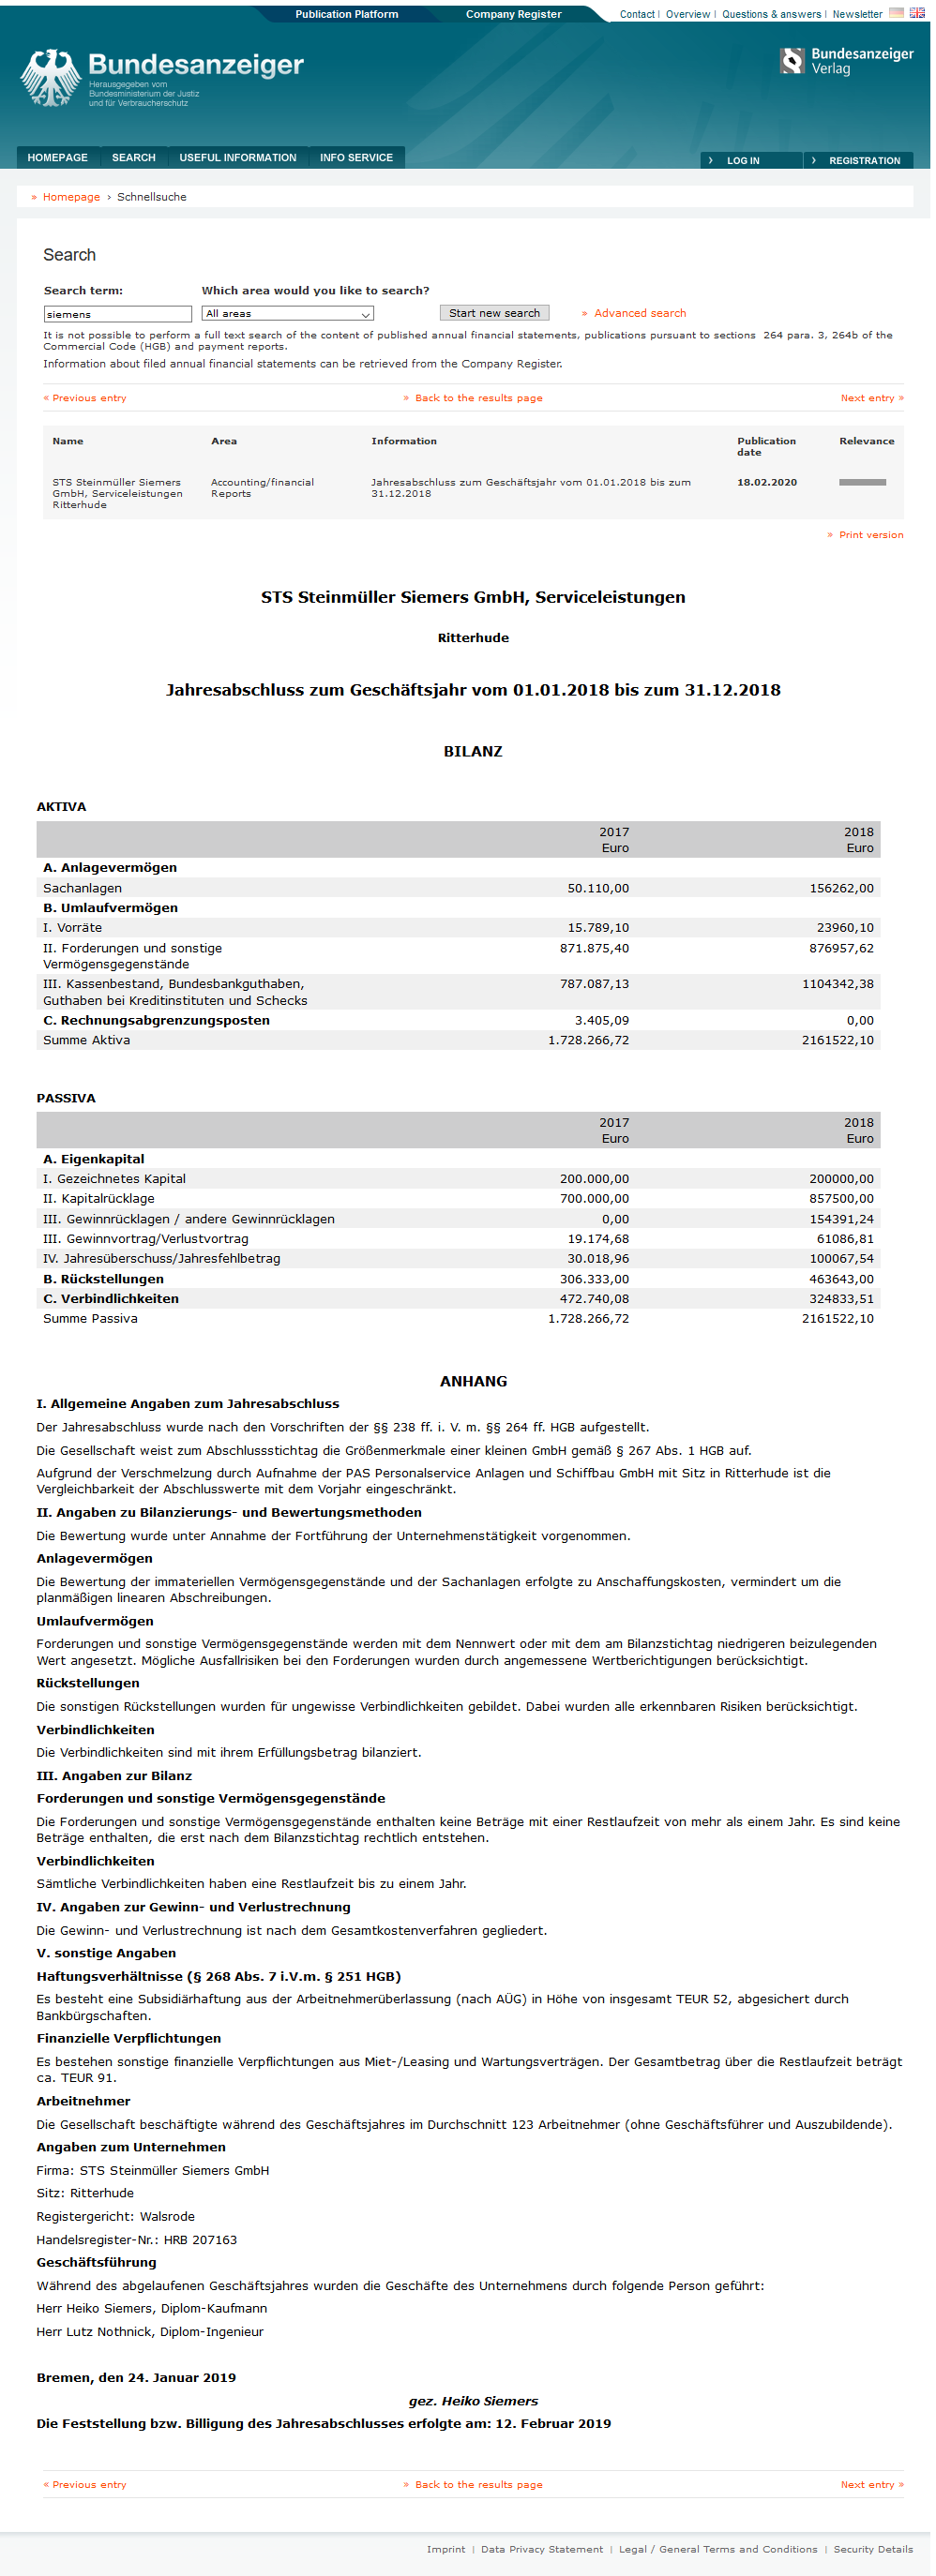 Publication Platform Company Register Contact | Overview | Questions & answers | Newsletter
Bundesanzeiger
Herausgegeben vom
Bundesministerium der Justiz
und für Verbraucherschutz
Bundesanzeiger
Verlag
HOMEPAGE SEARCH USEFUL INFORMATION INFO SERVICE
› LOG IN › REGISTRATION
» Homepage › Schnellsuche
Search
Search term: Which area would you like to search?
siemens All areas Start new search » Advanced search
It is not possible to perform a full text search of the content of published annual financial statements, publications pursuant to sections 264 para. 3, 264b of the
Commercial Code (HGB) and payment reports.
Information about filed annual financial statements can be retrieved from the Company Register.
« Previous entry » Back to the results page Next entry »
Name Area Information Publication date Relevance
STS Steinmüller Siemers GmbH, Serviceleistungen Ritterhude Accounting/financial Reports Jahresabschluss zum Geschäftsjahr vom 01.01.2018 bis zum 31.12.2018 18.02.2020
» Print version
STS Steinmüller Siemers GmbH, Serviceleistungen
Ritterhude
Jahresabschluss zum Geschäftsjahr vom 01.01.2018 bis zum 31.12.2018
BILANZ
AKTIVA
2017 2018
Euro Euro
A. Anlagevermögen
Sachanlagen 50.110,00 156262,00
B. Umlaufvermögen
I. Vorräte 15.789,10 23960,10
II. Forderungen und sonstige 871.875,40 876957,62
Vermögensgegenstände
III. Kassenbestand, Bundesbankguthaben, 787.087,13 1104342,38
Guthaben bei Kreditinstituten und Schecks
C. Rechnungsabgrenzungsposten 3.405,09 0,00
Summe Aktiva 1.728.266,72 2161522,10
PASSIVA
2017 2018
Euro Euro
A. Eigenkapital
I. Gezeichnetes Kapital 200.000,00 200000,00
II. Kapitalrücklage 700.000,00 857500,00
III. Gewinnrücklagen / andere Gewinnrücklagen 0,00 154391,24
III. Gewinnvortrag/Verlustvortrag 19.174,68 61086,81
IV. Jahresüberschuss/Jahresfehlbetrag 30.018,96 100067,54
B. Rückstellungen 306.333,00 463643,00
C. Verbindlichkeiten 472.740,08 324833,51
Summe Passiva 1.728.266,72 2161522,10
ANHANG
I. Allgemeine Angaben zum Jahresabschluss
Der Jahresabschluss wurde nach den Vorschriften der §§ 238 ff. i. V. m. §§ 264 ff. HGB aufgestellt.
Die Gesellschaft weist zum Abschlussstichtag die Größenmerkmale einer kleinen GmbH gemäß § 267 Abs. 1 HGB auf.
Aufgrund der Verschmelzung durch Aufnahme der PAS Personalservice Anlagen und Schiffbau GmbH mit Sitz in Ritterhude ist die
Vergleichbarkeit der Abschlusswerte mit dem Vorjahr eingeschränkt.
II. Angaben zu Bilanzierungs- und Bewertungsmethoden
Die Bewertung wurde unter Annahme der Fortführung der Unternehmenstätigkeit vorgenommen.
Anlagevermögen
Die Bewertung der immateriellen Vermögensgegenstände und der Sachanlagen erfolgte zu Anschaffungskosten, vermindert um die
planmäßigen linearen Abschreibungen.
Umlaufvermögen
Forderungen und sonstige Vermögensgegenstände werden mit dem Nennwert oder mit dem am Bilanzstichtag niedrigeren beizulegenden
Wert angesetzt. Mögliche Ausfallrisiken bei den Forderungen wurden durch angemessene Wertberichtigungen berücksichtigt.
Rückstellungen
Die sonstigen Rückstellungen wurden für ungewisse Verbindlichkeiten gebildet. Dabei wurden alle erkennbaren Risiken berücksichtigt.
Verbindlichkeiten
Die Verbindlichkeiten sind mit ihrem Erfüllungsbetrag bilanziert.
III. Angaben zur Bilanz
Forderungen und sonstige Vermögensgegenstände
Die Forderungen und sonstige Vermögensgegenstände enthalten keine Beträge mit einer Restlaufzeit von mehr als einem Jahr. Es sind keine
Beträge enthalten, die erst nach dem Bilanzstichtag rechtlich entstehen.
Verbindlichkeiten
Sämtliche Verbindlichkeiten haben eine Restlaufzeit bis zu einem Jahr.
IV. Angaben zur Gewinn- und Verlustrechnung
Die Gewinn- und Verlustrechnung ist nach dem Gesamtkostenverfahren gegliedert.
V. sonstige Angaben
Haftungsverhältnisse (§ 268 Abs. 7 i.V.m. § 251 HGB)
Es besteht eine Subsidiärhaftung aus der Arbeitnehmerüberlassung (nach AÜG) in Höhe von insgesamt TEUR 52, abgesichert durch
Bankbürgschaften.
Finanzielle Verpflichtungen
Es bestehen sonstige finanzielle Verpflichtungen aus Miet-/Leasing und Wartungsverträgen. Der Gesamtbetrag über die Restlaufzeit beträgt
ca. TEUR 91.
Arbeitnehmer
Die Gesellschaft beschäftigte während des Geschäftsjahres im Durchschnitt 123 Arbeitnehmer (ohne Geschäftsführer und Auszubildende).
Angaben zum Unternehmen
Firma: STS Steinmüller Siemers GmbH
Sitz: Ritterhude
Registergericht: Walsrode
Handelsregister-Nr.: HRB 207163
Geschäftsführung
Während des abgelaufenen Geschäftsjahres wurden die Geschäfte des Unternehmens durch folgende Person geführt:
Herr Heiko Siemers, Diplom-Kaufmann
Herr Lutz Nothnick, Diplom-Ingenieur
Bremen, den 24. Januar 2019
gez. Heiko Siemers
Die Feststellung bzw. Billigung des Jahresabschlusses erfolgte am: 12. Februar 2019
« Previous entry » Back to the results page Next entry »
Imprint | Data Privacy Statement | Legal / General Terms and Conditions | Security Details